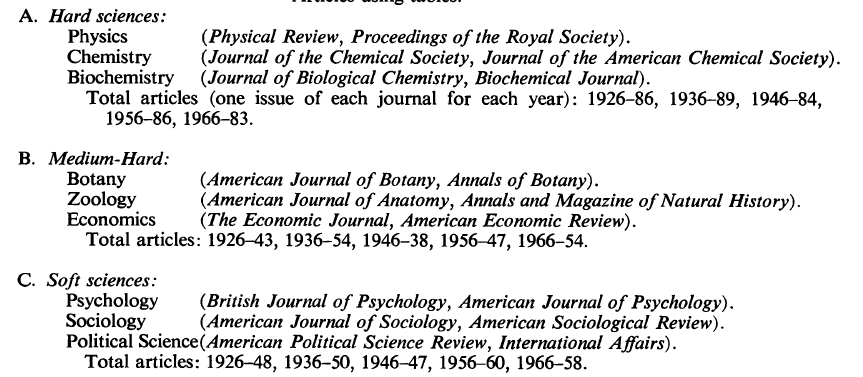 Articles using tables.
A. Hard sciences:
Physics (Physical Review, Proceedings of the Royal Society).
Chemistry (Journal of the Chemical Society, Journal of the American Chemical Society).
Biochemistry (Journal of Biological Chemistry, Biochemical Journal).
Total articles (one issue of each journal for each year): 1926–86, 1936–89, 1946–84,
1956–86, 1966–83.
B. Medium-Hard:
Botany (American Journal of Botany, Annals of Botany).
Zoology (American Journal of Anatomy, Annals and Magazine of Natural History).
Economics (The Economic Journal, American Economic Review).
Total articles: 1926–43, 1936–54, 1946–38, 1956–47, 1966–54.
C. Soft sciences:
Psychology (British Journal of Psychology, American Journal of Psychology).
Sociology (American Journal of Sociology, American Sociological Review).
Political Science(American Political Science Review, International Affairs).
Total articles: 1926–48, 1936–50, 1946–47, 1956–60, 1966–58.